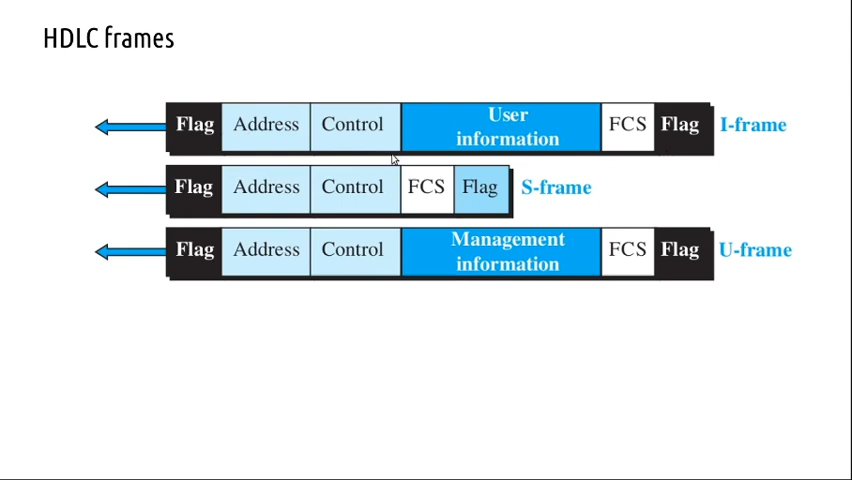 HDLC frames
Flag Address Control User information FCS Flag I-frame
Flag Address Control FCS Flag S-frame
Flag Address Control Management information FCS Flag U-frame